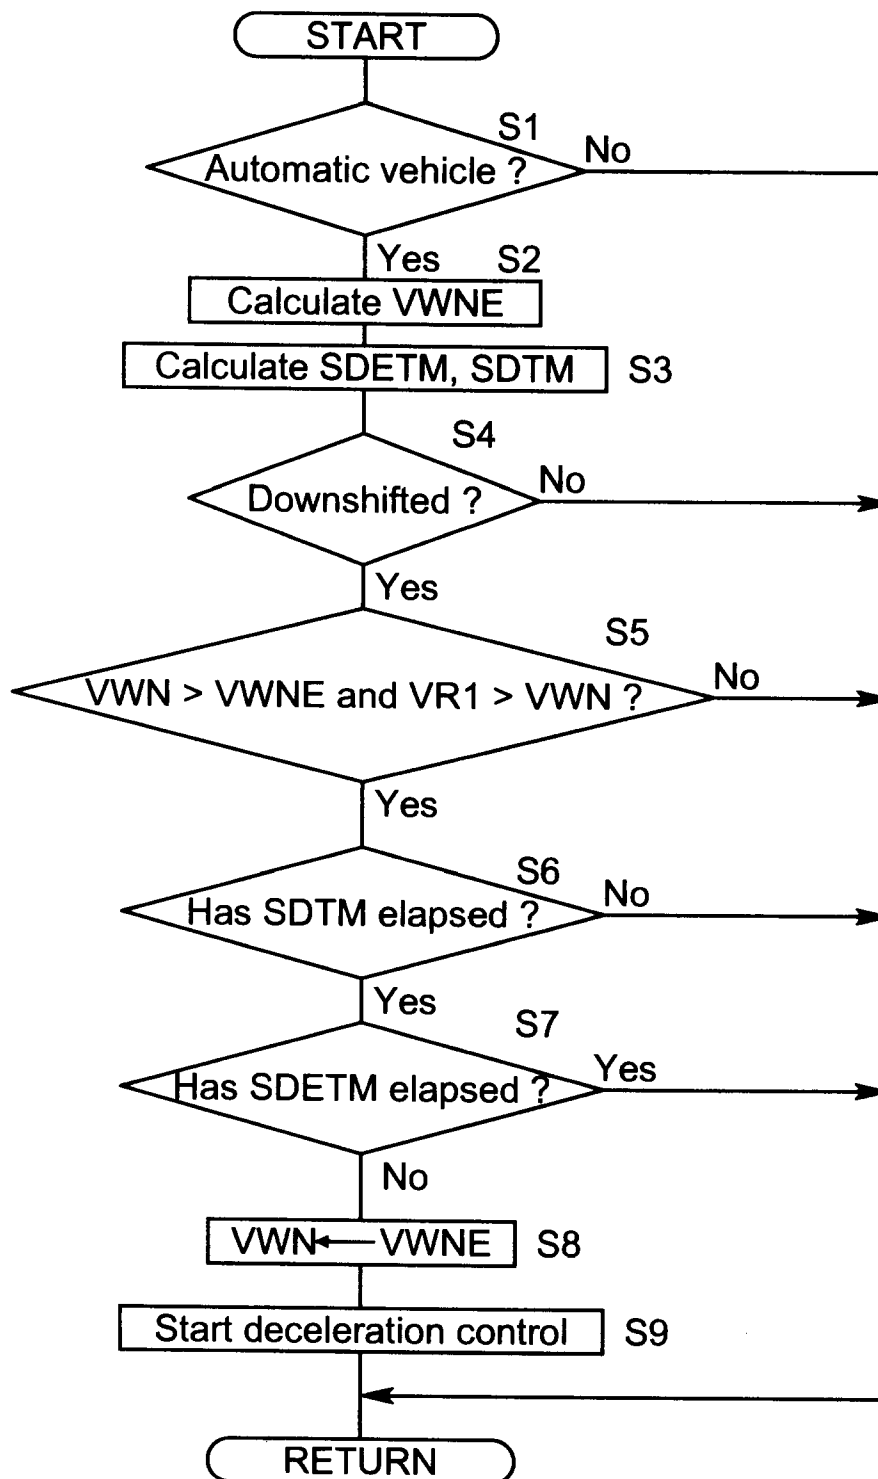 START
S1
Automatic vehicle ?
No
Yes
S2
Calculate VWNE
Calculate SDETM, SDTM
S3
S4
Downshifted ?
No
Yes
S5
VWN > VWNE and VR1 > VWN ?
No
Yes
S6
Has SDTM elapsed ?
No
Yes
S7
Has SDETM elapsed ?
Yes
No
VWN ← VWNE
S8
Start deceleration control
S9
RETURN